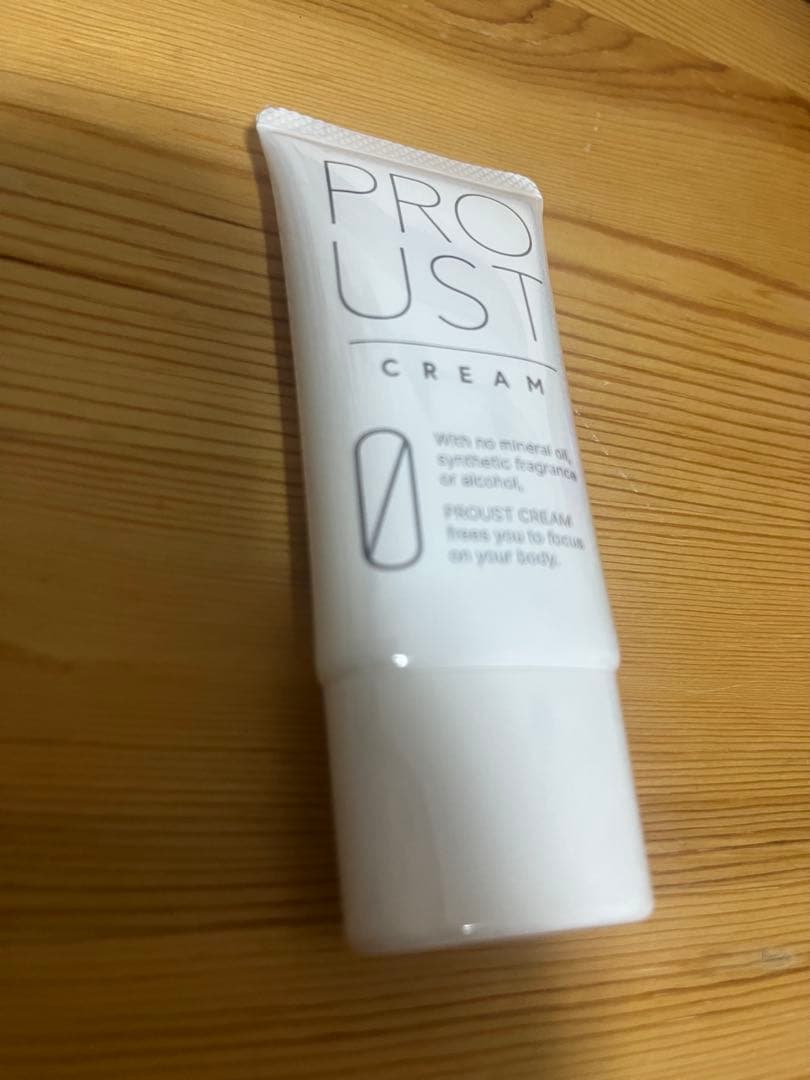 PRO
UST
CREAM
0
With no mineral oil,
synthetic fragrance
or alcohol,
PROUST CREAM
frees you to focus
on your body.